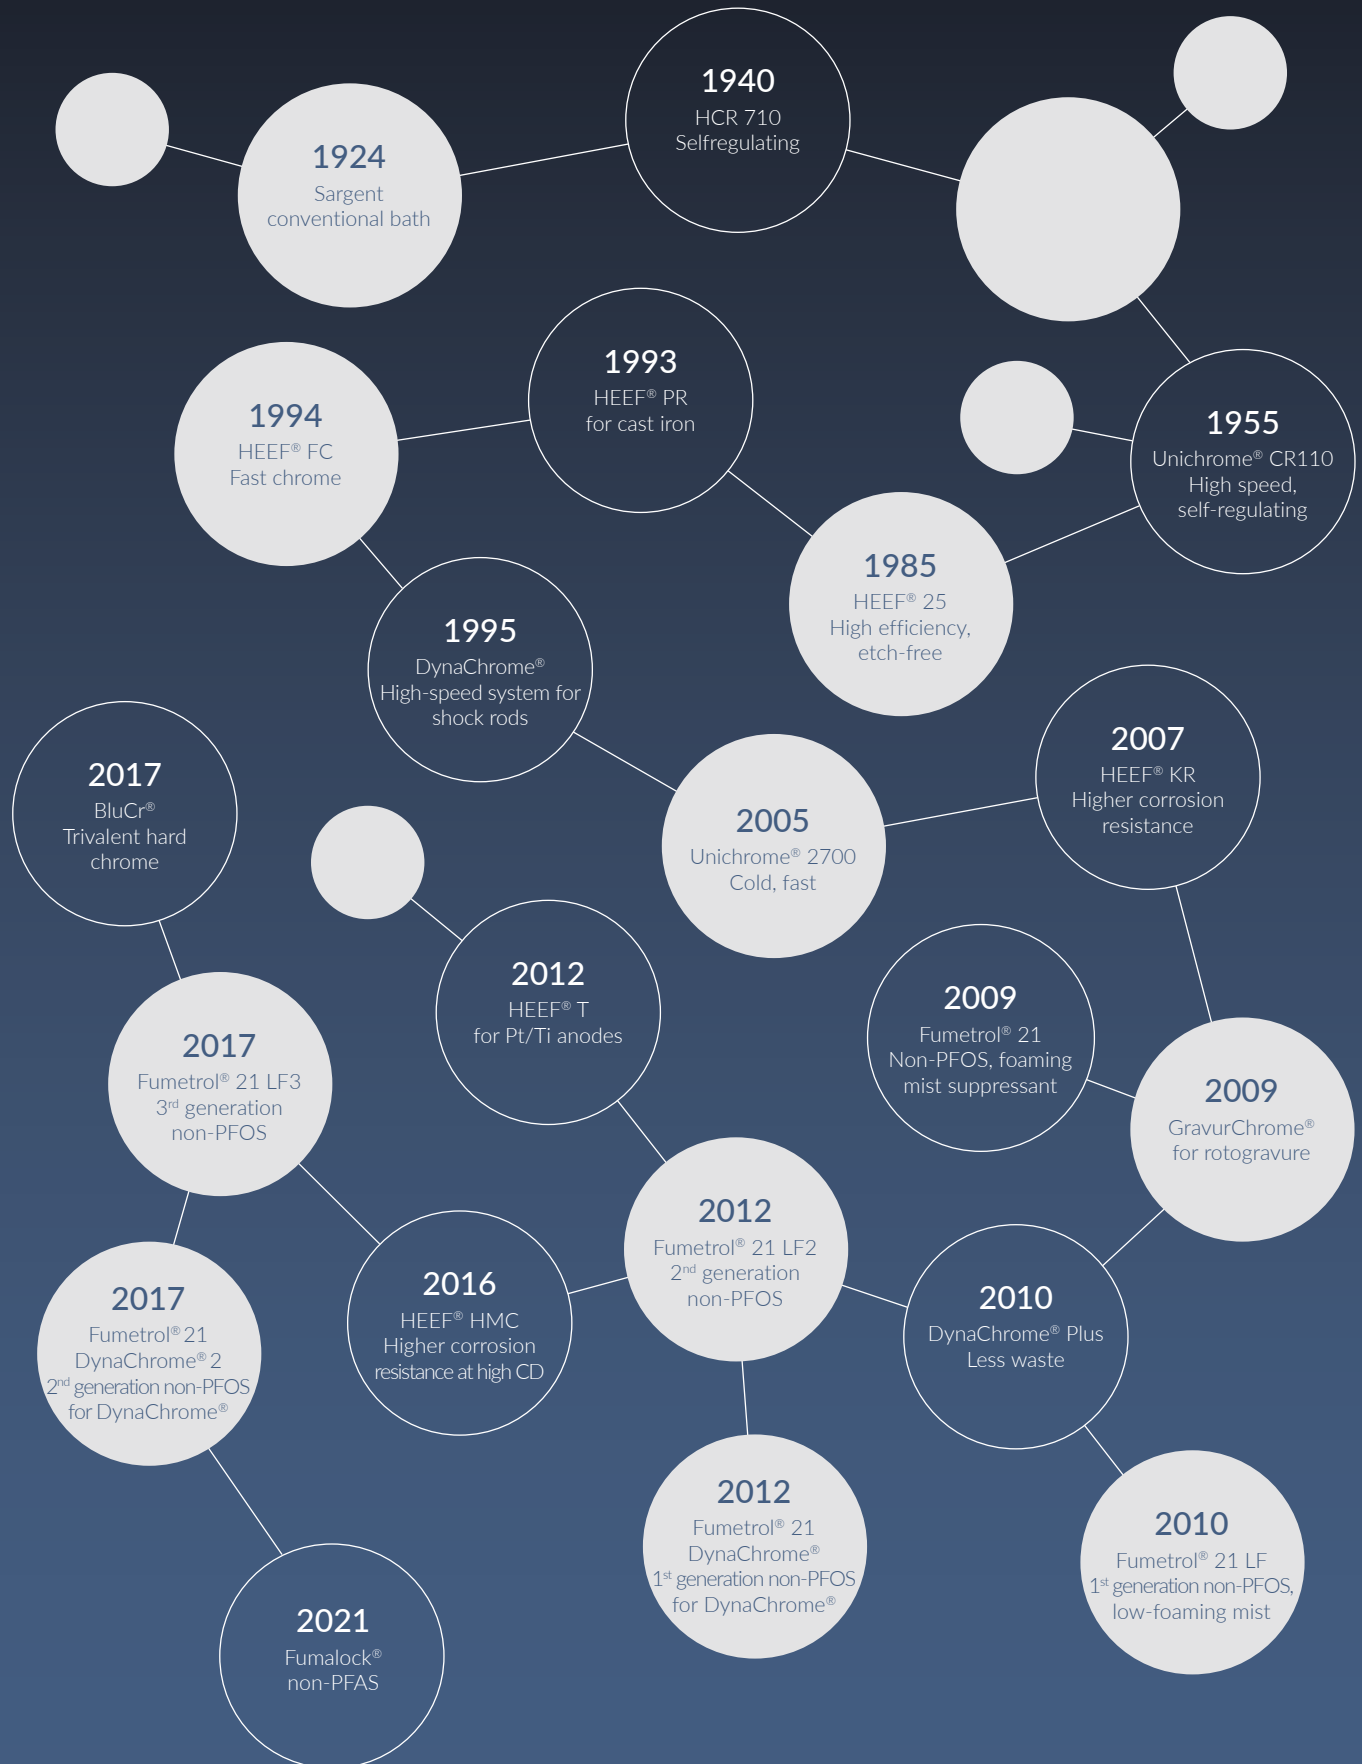 1924
Sargent
conventional bath
1940
HCR 710
Selfregulating
1955
Unichrome® CR110
High speed,
self-regulating
1985
HEEF® 25
High efficiency,
etch-free
1993
HEEF® PR
for cast iron
1994
HEEF® FC
Fast chrome
1995
DynaChrome®
High-speed system for
shock rods
2005
Unichrome® 2700
Cold, fast
2007
HEEF® KR
Higher corrosion
resistance
2009
GravurChrome®
for rotogravure
2009
Fumetrol® 21
Non-PFOS, foaming
mist suppressant
2010
DynaChrome® Plus
Less waste
2010
Fumetrol® 21 LF
1st generation non-PFOS,
low-foaming mist
2012
Fumetrol® 21 LF2
2nd generation
non-PFOS
2012
HEEF® T
for Pt/Ti anodes
2012
Fumetrol® 21
DynaChrome®
1st generation non-PFOS
for DynaChrome®
2016
HEEF® HMC
Higher corrosion
resistance at high CD
2017
Fumetrol® 21 LF3
3rd generation
non-PFOS
2017
BluCr®
Trivalent hard
chrome
2017
Fumetrol® 21
DynaChrome® 2
2nd generation non-PFOS
for DynaChrome®
2021
Fumalock®
non-PFAS